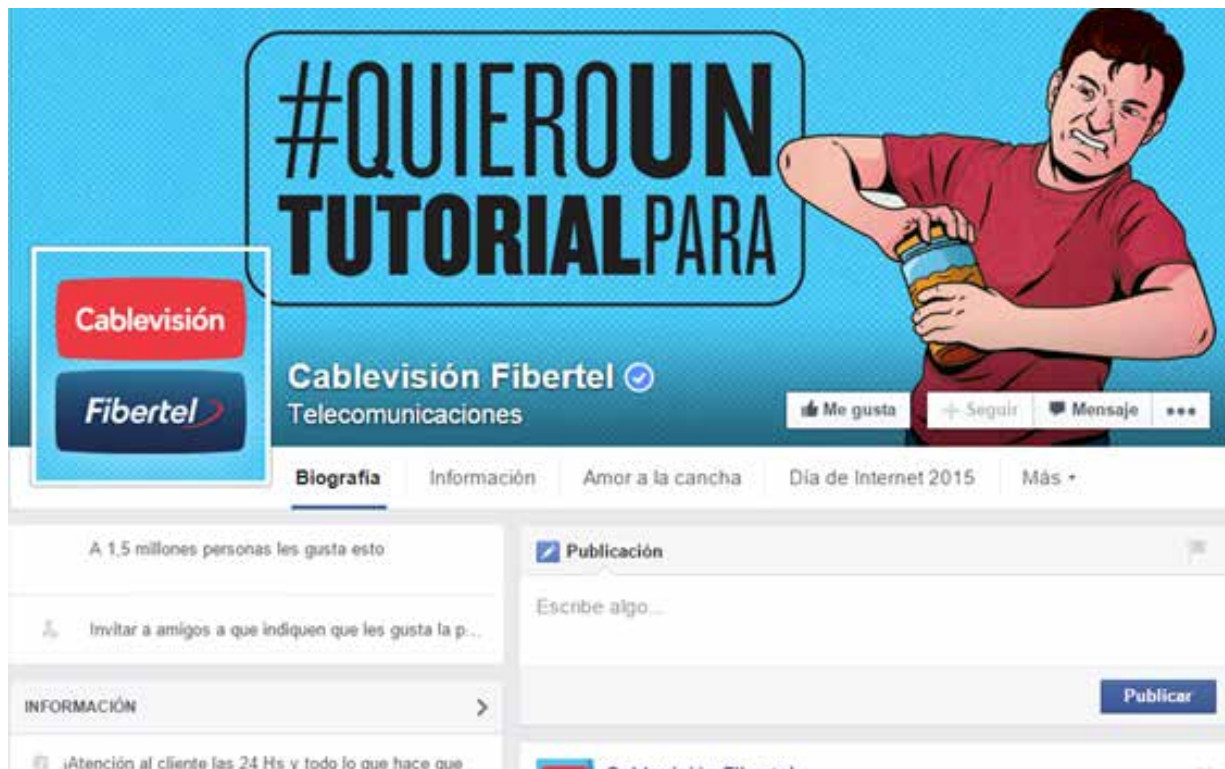 #QUIEROUN
TUTORIALPARA
Cablevisión
Fibertel
Cablevisión Fibertel
Telecomunicaciones
Me gusta
+ Seguir
Mensaje
Biografía
Información
Amor a la cancha
Día de Internet 2015
Más
A 1,5 millones personas les gusta esto
Invitar a amigos a que indiquen que les gusta la p...
INFORMACIÓN
Publicación
Escribe algo...
Publicar
¡Atención al cliente las 24 Hs y todo lo que hace que
Cablevisión Fibertel